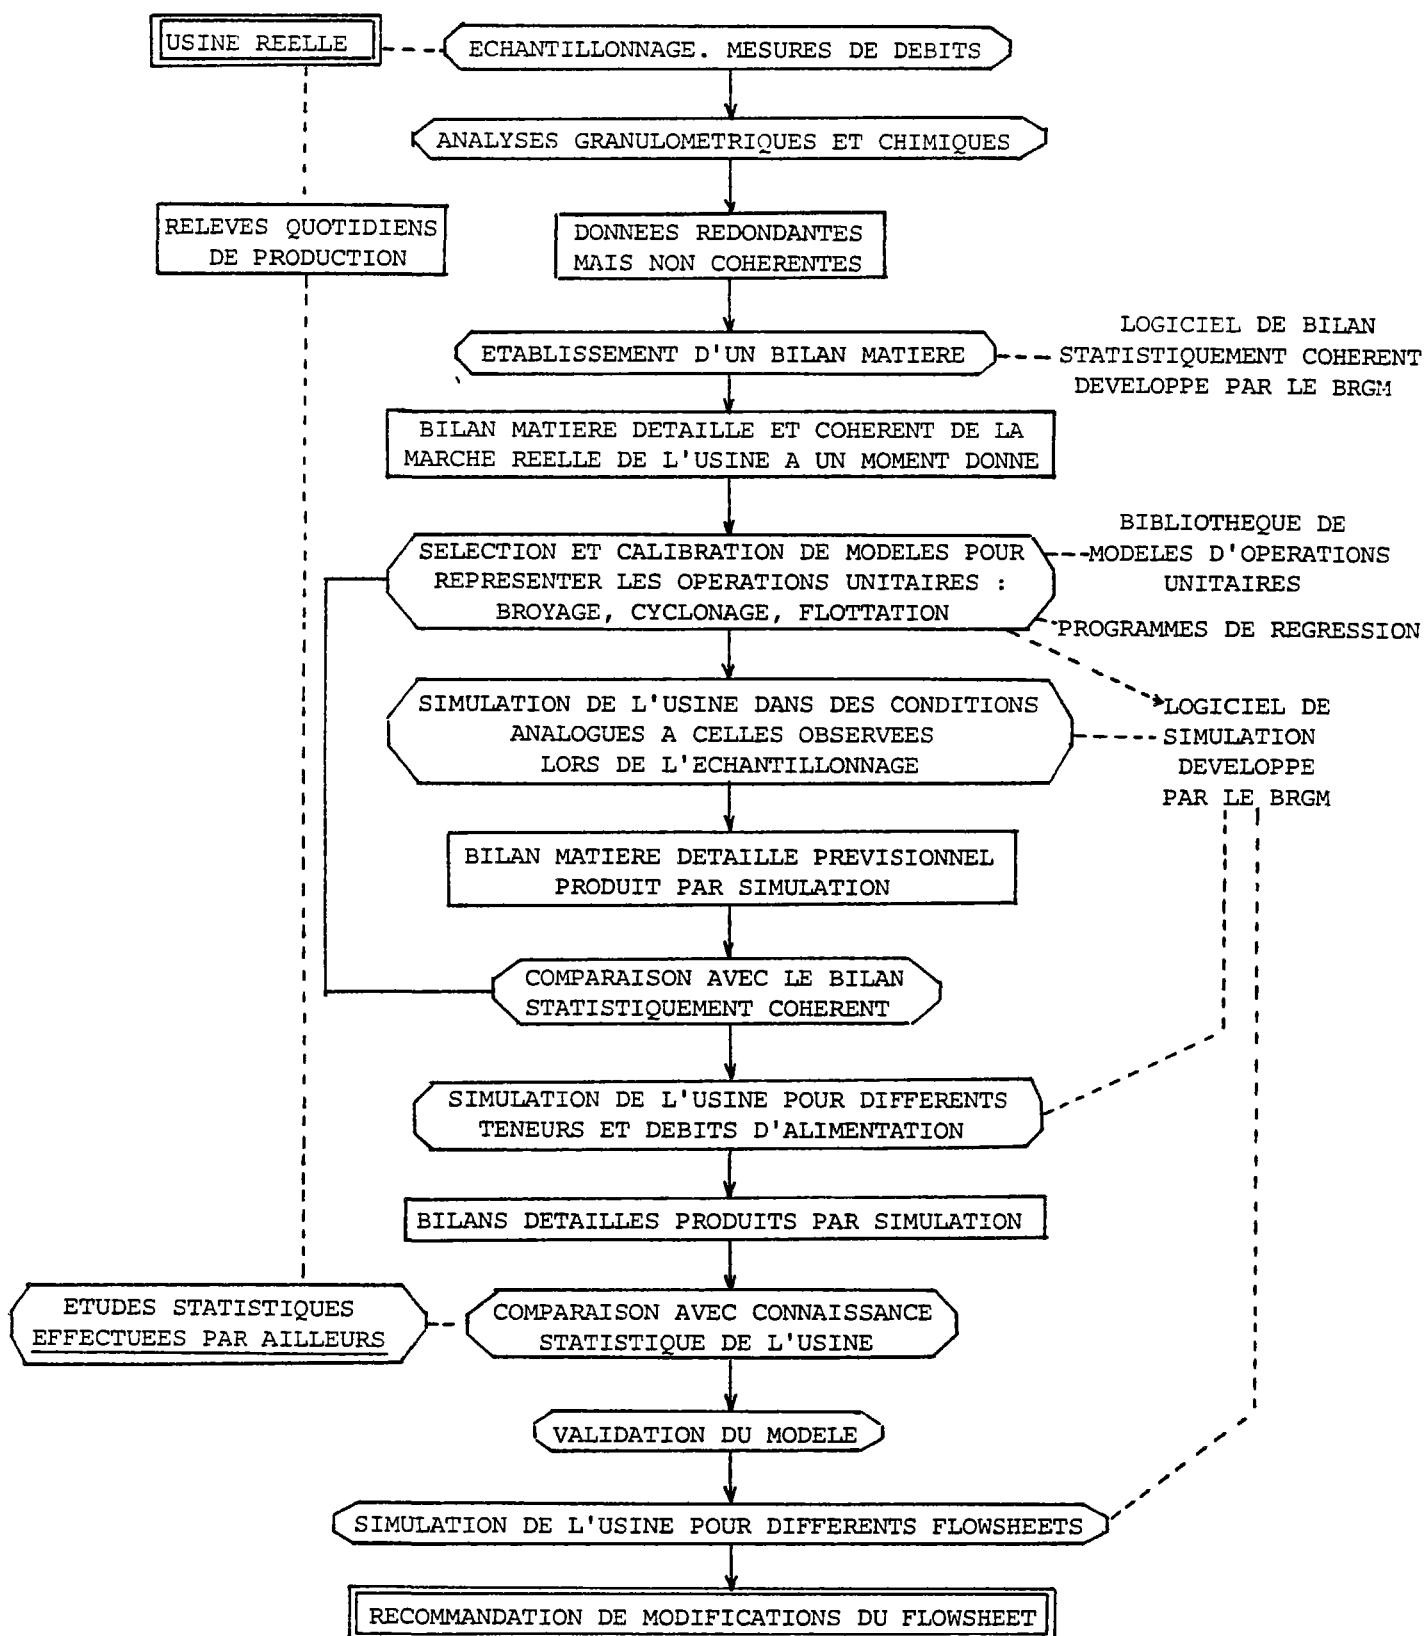 USINE REELLE
ECHANTILLONNAGE. MESURES DE DEBITS
ANALYSES GRANULOMETRIQUES ET CHIMIQUES
RELEVES QUOTIDIENS
DE PRODUCTION
DONNEES REDONDANTES
MAIS NON COHERENTES
ETABLISSEMENT D'UN BILAN MATIERE
LOGICIEL DE BILAN
STATISTIQUEMENT COHERENT
DEVELOPPE PAR LE BRGM
BILAN MATIERE DETAILLE ET COHERENT DE LA
MARCHE REELLE DE L'USINE A UN MOMENT DONNE
SELECTION ET CALIBRATION DE MODELES POUR
REPRESENTER LES OPERATIONS UNITAIRES :
BROYAGE, CYCLONAGE, FLOTTATION
BIBLIOTHEQUE DE
MODELES D'OPERATIONS
UNITAIRES
PROGRAMMES DE REGRESSION
SIMULATION DE L'USINE DANS DES CONDITIONS
ANALOGUES A CELLES OBSERVEES
LORS DE L'ECHANTILLONNAGE
LOGICIEL DE
SIMULATION
DEVELOPPE
PAR LE BRGM
BILAN MATIERE DETAILLE PREVISIONNEL
PRODUIT PAR SIMULATION
COMPARAISON AVEC LE BILAN
STATISTIQUEMENT COHERENT
SIMULATION DE L'USINE POUR DIFFERENTS
TENEURS ET DEBITS D'ALIMENTATION
BILANS DETAILLES PRODUITS PAR SIMULATION
ETUDES STATISTIQUES
EFFECTUEES PAR AILLEURS
COMPARAISON AVEC CONNAISSANCE
STATISTIQUE DE L'USINE
VALIDATION DU MODELE
SIMULATION DE L'USINE POUR DIFFERENTS FLOWSHEETS
RECOMMANDATION DE MODIFICATIONS DU FLOWSHEET